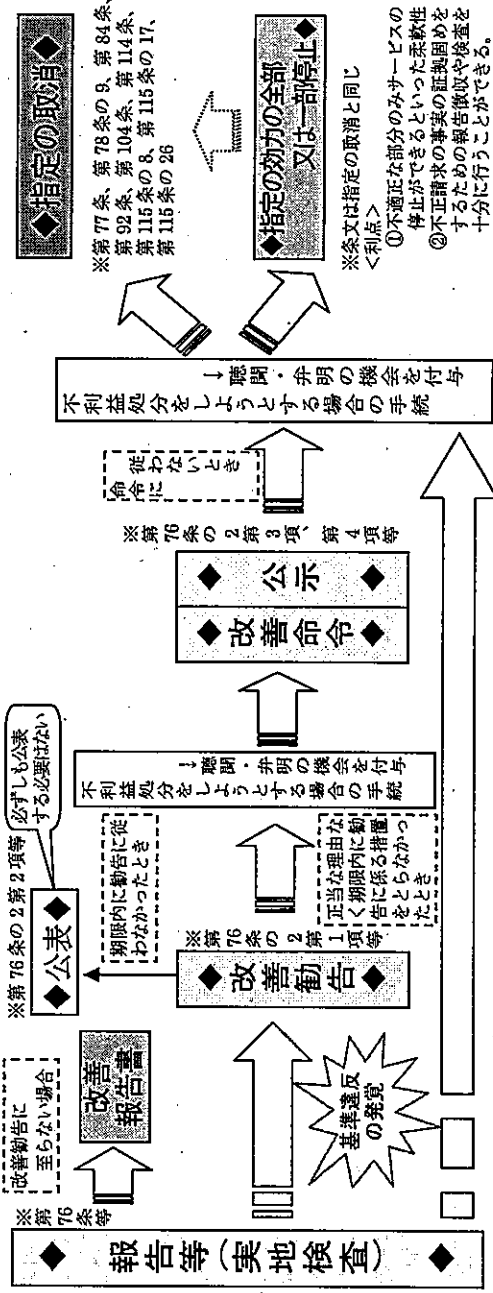 ◆報告等(実地検査)◆
※第76条等
改善勧告に
至らない場合
改善
報告書
基準違反
の発覚
※第76条の2第1項等
◆改善勧告◆
※第76条の2第2項等
◆公表◆
必ずしも公表
する必要はない
期限内に勧告に従
わなかったとき
正当な理由な
く期限内に勧
告に係る措置
をとらなかっ
たとき
不利益処分をしようとする場合の手続
→聴聞・弁明の機会を付与
◆改善命令◆
◆公示◆
※第76条の2第3項、第4項等
命令に
従わないとき
不利益処分をしようとする場合の手続
→聴聞・弁明の機会を付与
◆指定の取消◆
※第77条、第78条の9、第84条、
第92条、第104条、第114条、
第115条の8、第115条の17、
第115条の26
◆指定の効力の全部
又は一部停止◆
※条文は指定の取消と同じ
<利点>
①不適正な部分のみサービスの
停止ができるといった柔軟性
②不正請求の事実の証拠固めを
するための報告徴収や検査を
十分に行うことができる。